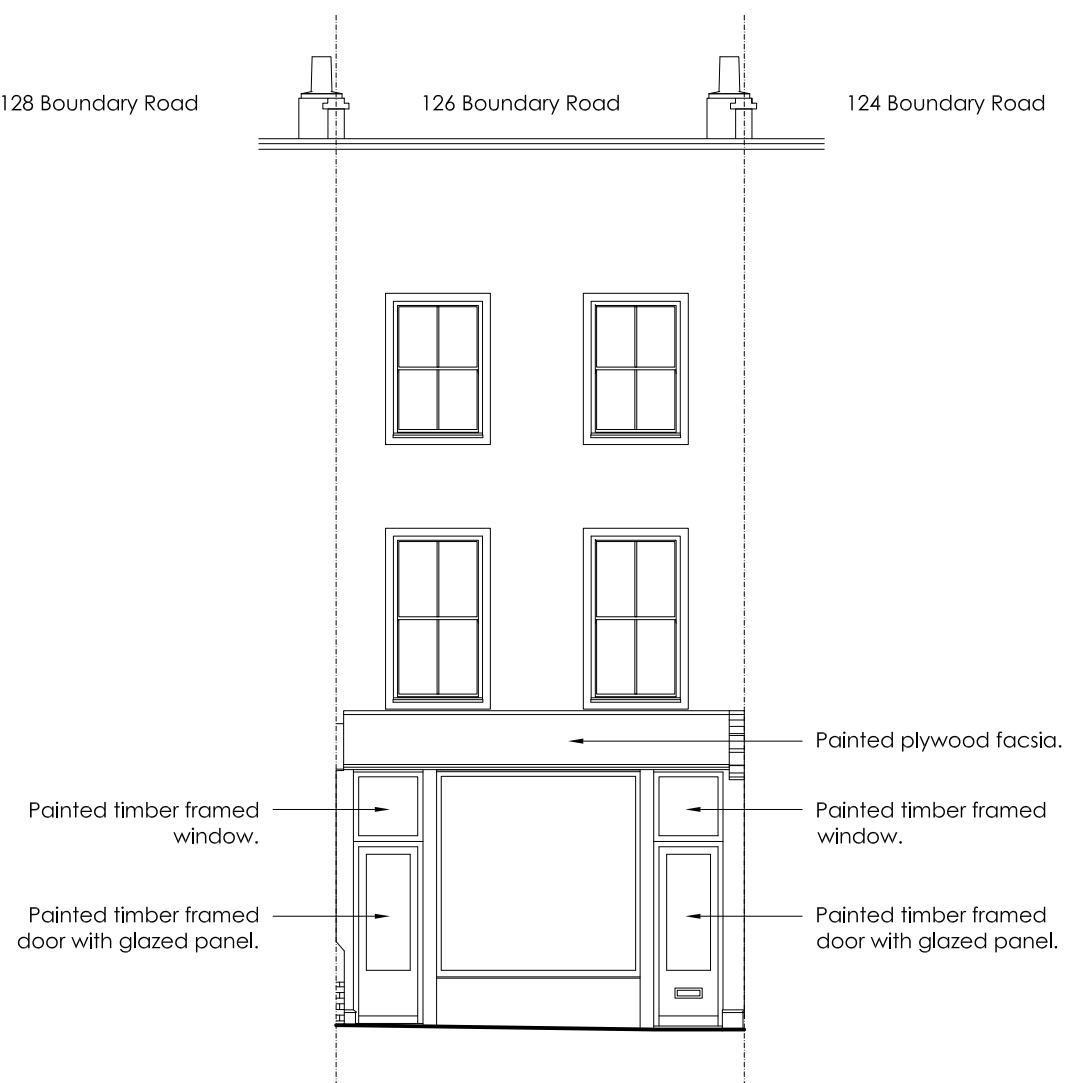 128 Boundary Road
126 Boundary Road
124 Boundary Road
Painted plywood facsia.
Painted timber framed
window.
Painted timber framed
window.
Painted timber framed
door with glazed panel.
Painted timber framed
door with glazed panel.